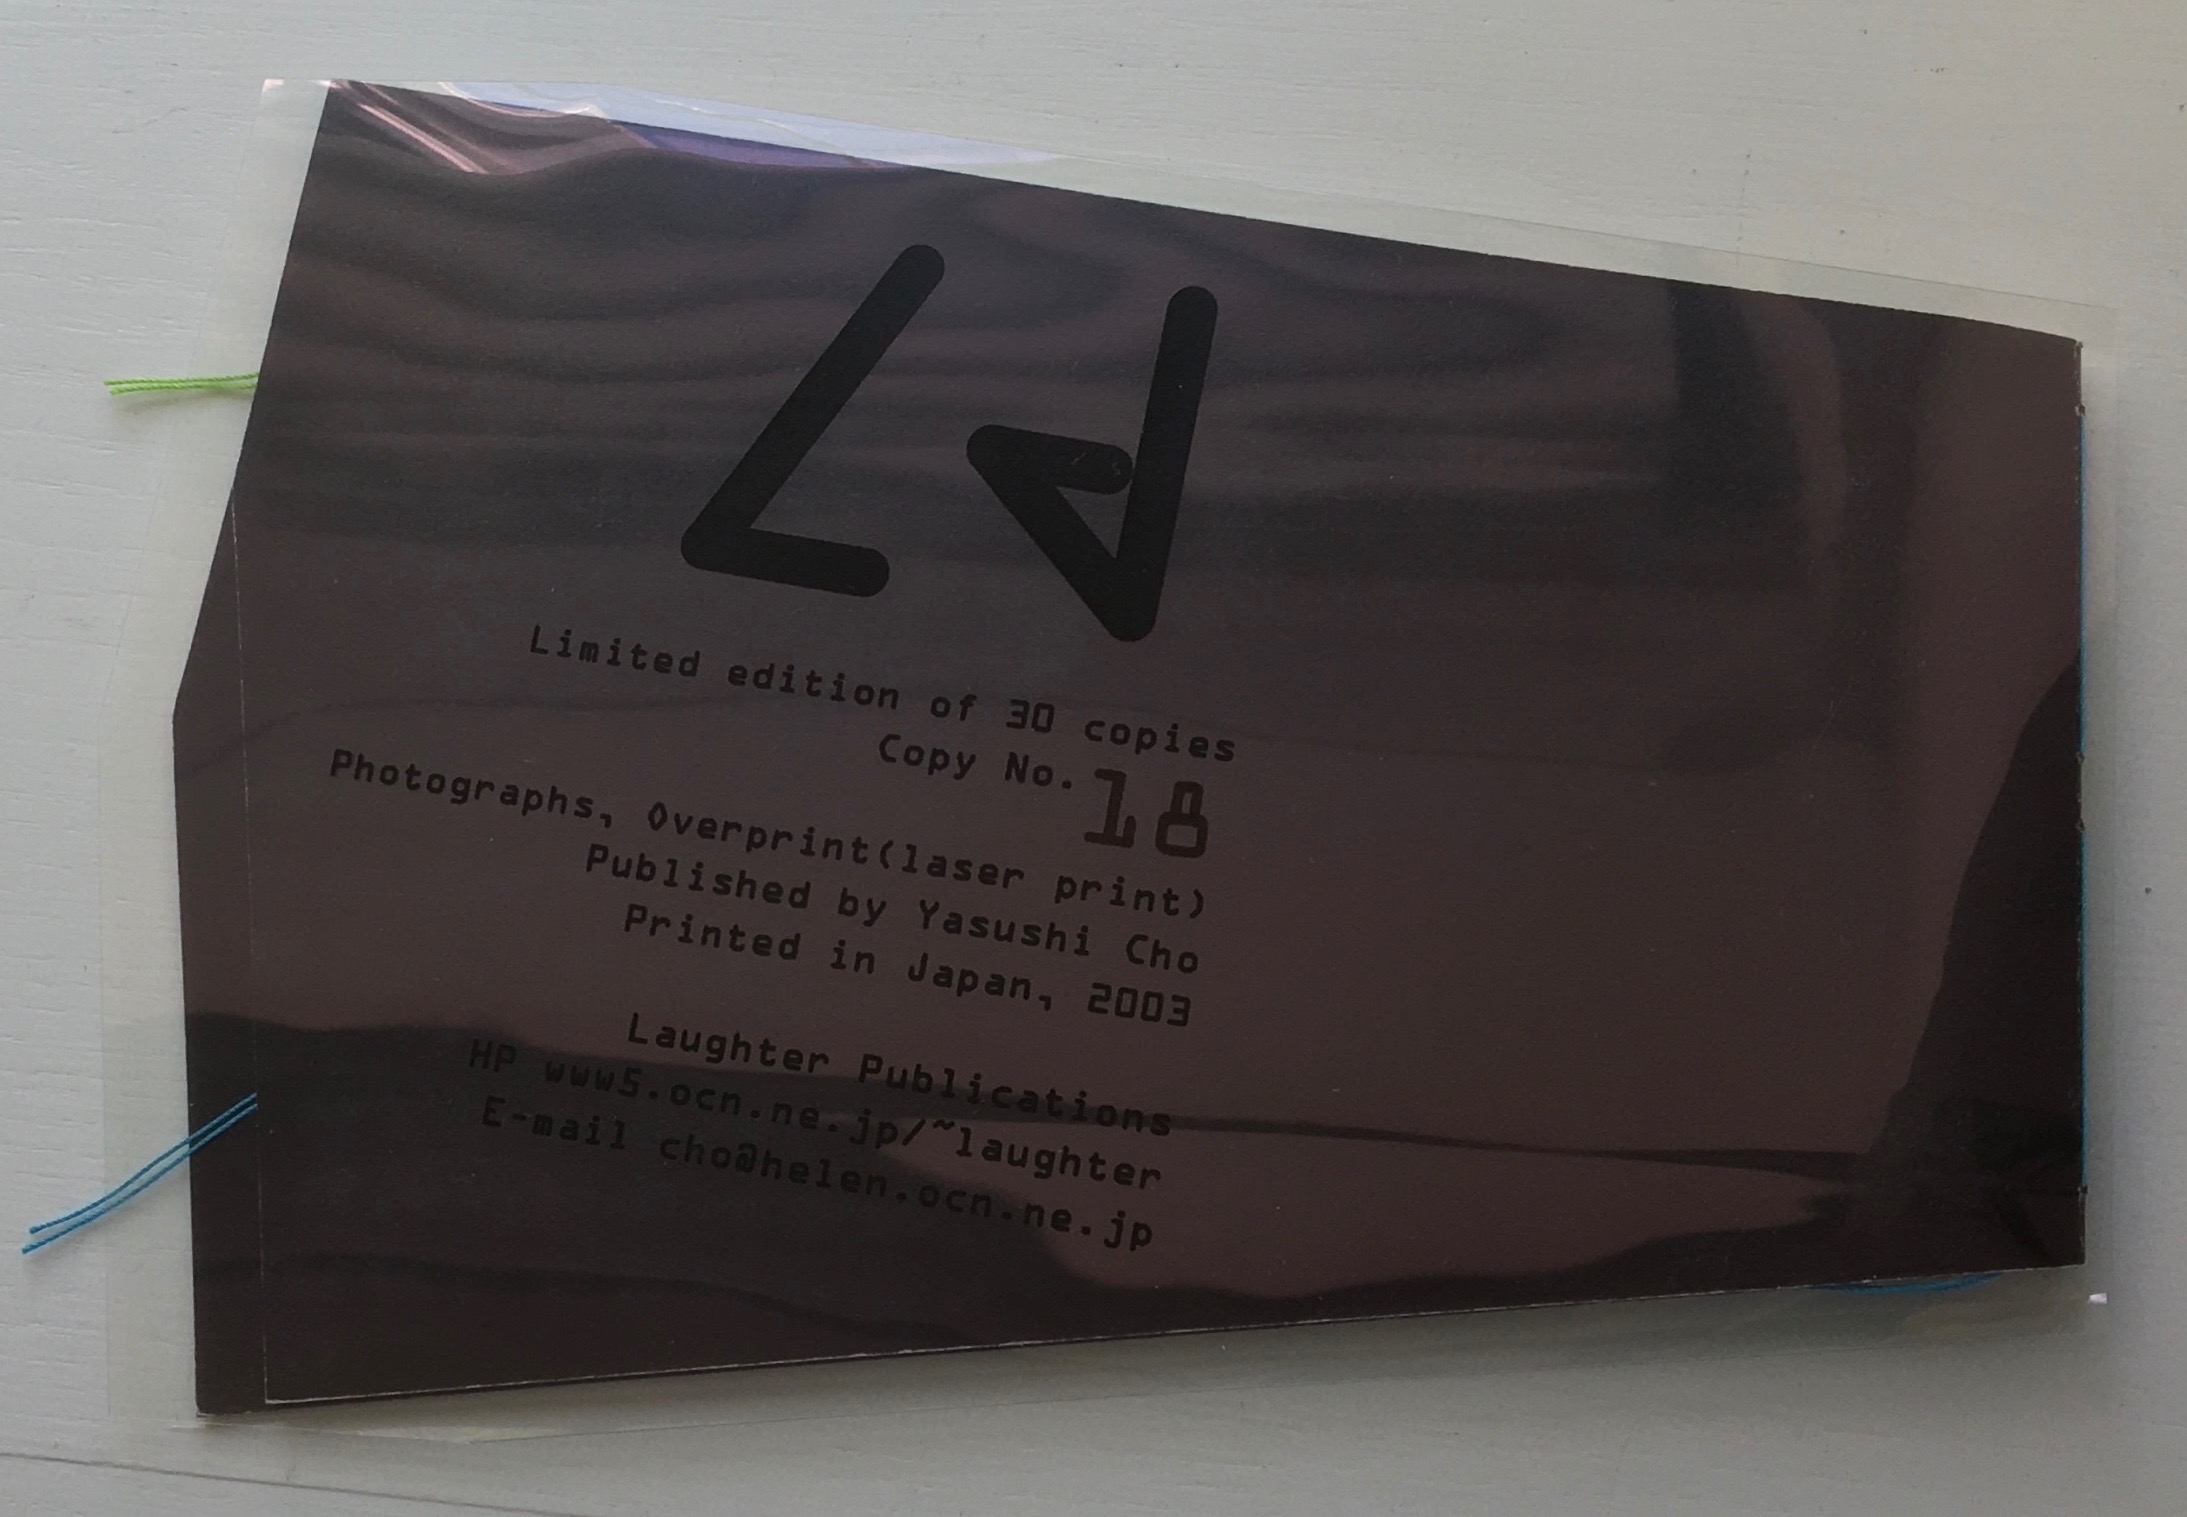 Limited edition of 30 copies
Copy No. 18
Photographs, Overprint(laser print)
Published by Yasushi Cho
Printed in Japan, 2003
Laughter Publications
HP www5.ocn.ne.jp/~laughter
E-mail cho@helen.ocn.ne.jp